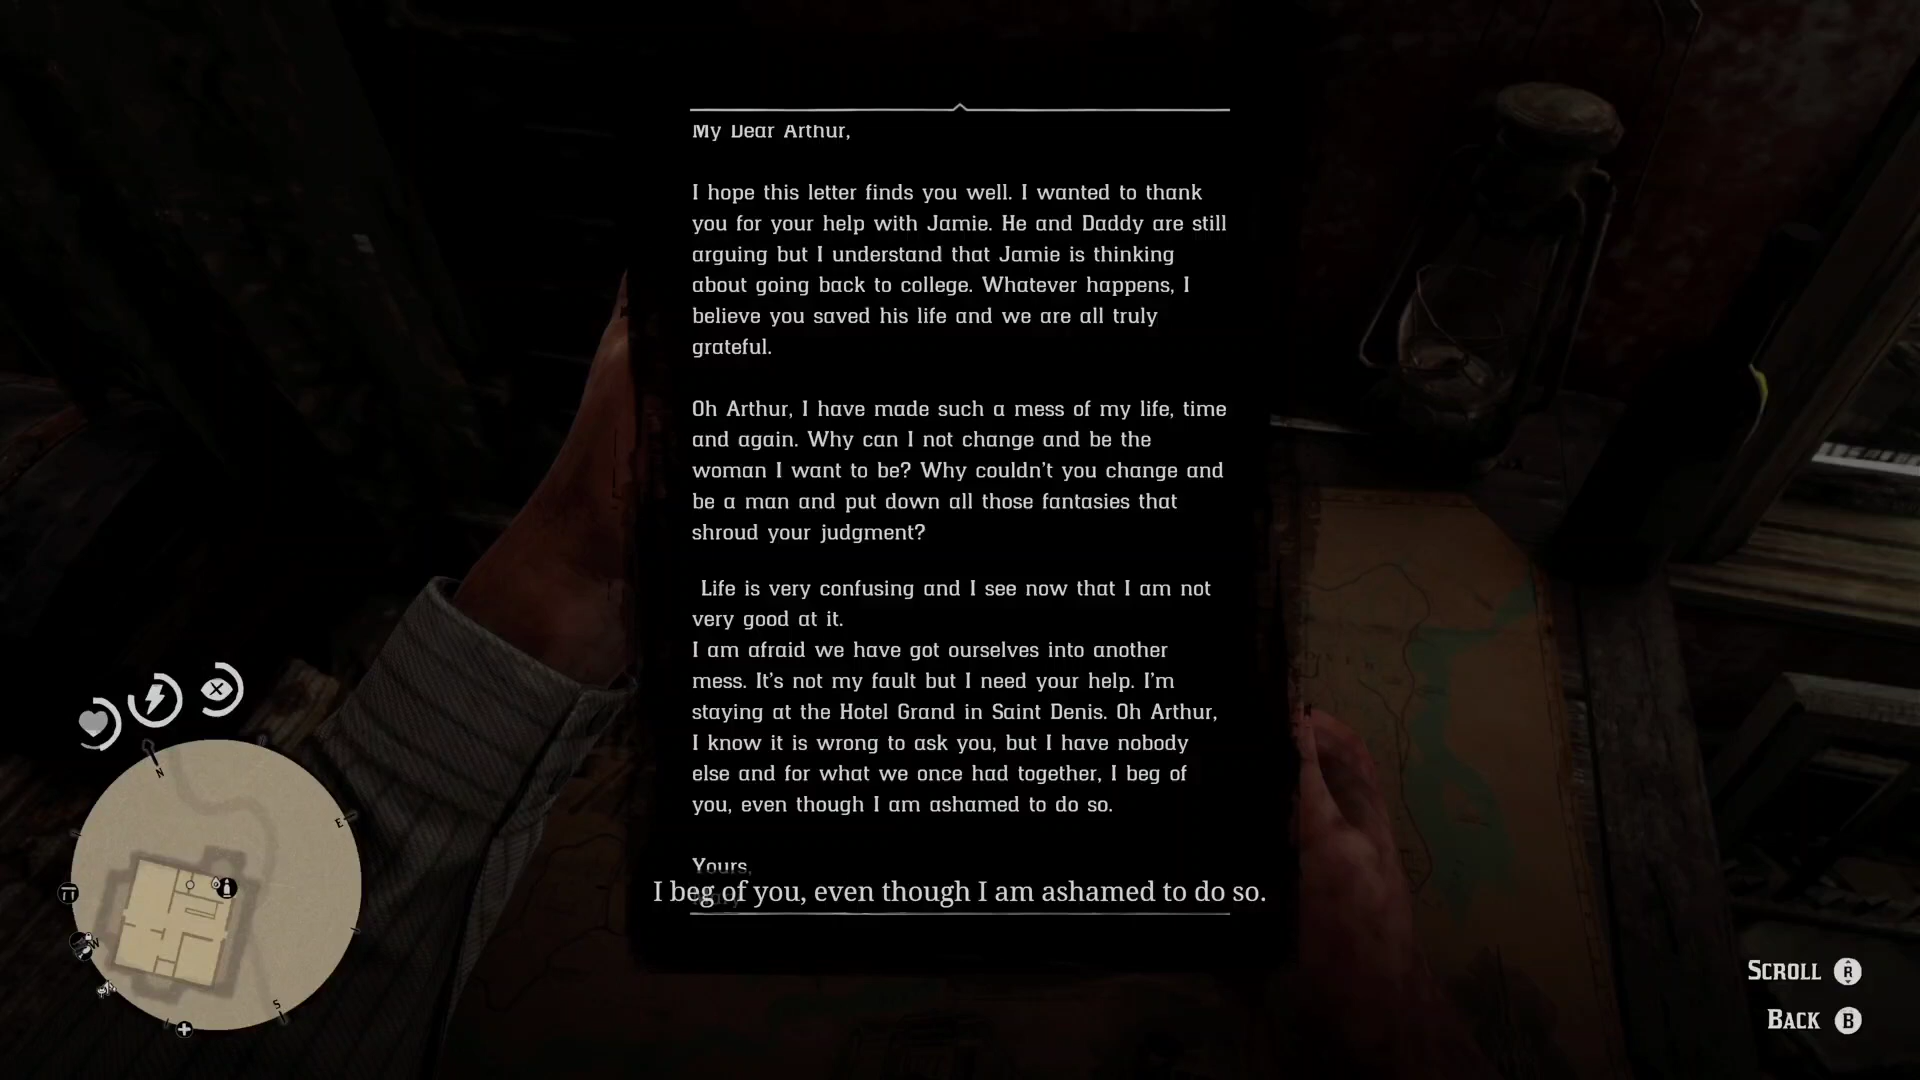 My Dear Arthur,
I hope this letter finds you well. I wanted to thank
you for your help with Jamie. He and Daddy are still
arguing but I understand that Jamie is thinking
about going back to college. Whatever happens, I
believe you saved his life and we are all truly
grateful.
Oh Arthur, I have made such a mess of my life, time
and again. Why can I not change and be the
woman I want to be? Why couldn't you change and
be a man and put down all those fantasies that
shroud your judgment?
Life is very confusing and I see now that I am not
very good at it.
I am afraid we have got ourselves into another
mess. It's not my fault but I need your help. I'm
staying at the Hotel Grand in Saint Denis. Oh Arthur,
I know it is wrong to ask you, but I have nobody
else and for what we once had together, I beg of
you, even though I am ashamed to do so.
Yours,
I beg of you, even though I am ashamed to do so.
N
E
S
W
SCROLL R
BACK B